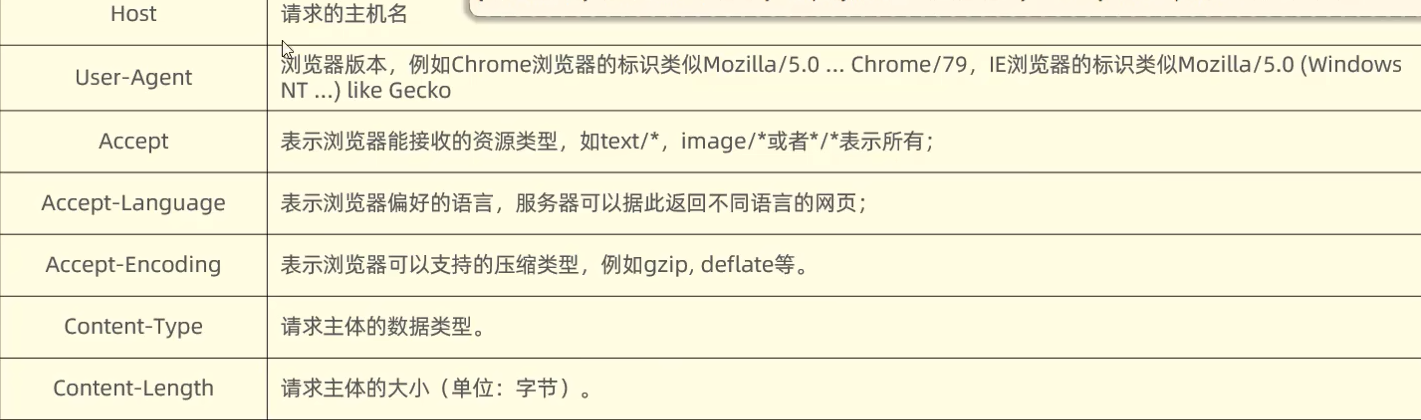 Host
请求的主机名
User-Agent
浏览器版本，例如Chrome浏览器的标识类似Mozilla/5.0 ... Chrome/79，IE浏览器的标识类似Mozilla/5.0 (Windows
NT ...) like Gecko
Accept
表示浏览器能接收的资源类型，如text/*，image/*或者*/*表示所有；
Accept-Language
表示浏览器偏好的语言，服务器可以据此返回不同语言的网页；
Accept-Encoding
表示浏览器可以支持的压缩类型，例如gzip, deflate等。
Content-Type
请求主体的数据类型。
Content-Length
请求主体的大小（单位：字节）。